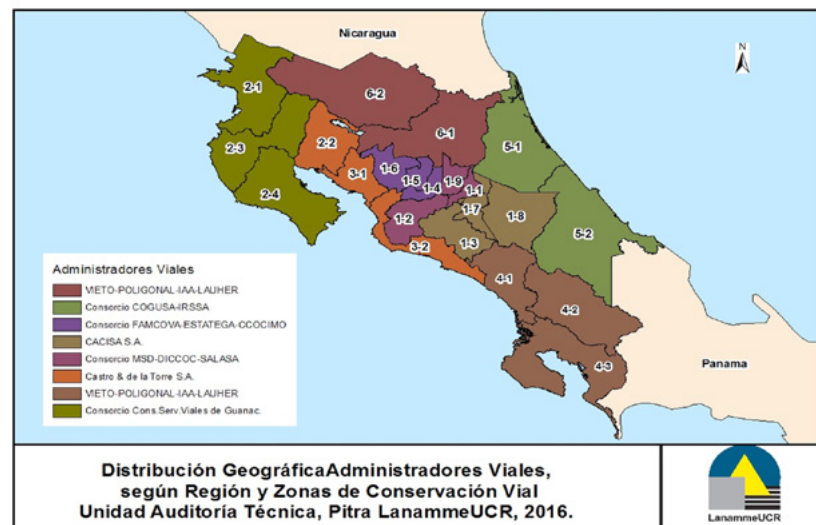 Nicaragua
N
2-1
6-2
6-1
2-2
5-1
2-3
3-1
1-6
1-5
1-4
1-9
1-1
2-4
1-7
1-2
1-8
3-2
1-3
5-2
4-1
4-2
4-3
Panama
Administradores Viales
VIETO-POLIGONAL-IAA-LAUHER
Consorcio COGUSA-IRSSA
Consorcio FAMCOVA-ESTATEGA-CCOCIMO
CACISA S.A.
Consorcio MSD-DICCOC-SALASA
Castro & de la Torre S.A.
VIETO-POLIGONAL-IAA-LAUHER
Consorcio Cons.Serv.Viales de Guanac.
Distribución GeográficaAdministradores Viales,
según Región y Zonas de Conservación Vial
Unidad Auditoría Técnica, Pitra LanammeUCR, 2016.
LanammeUCR